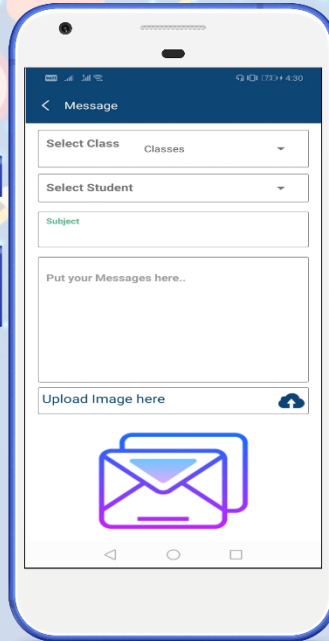 4:30
Message
Select Class
Classes
Select Student
Subject
Put your Messages here..
Upload Image here